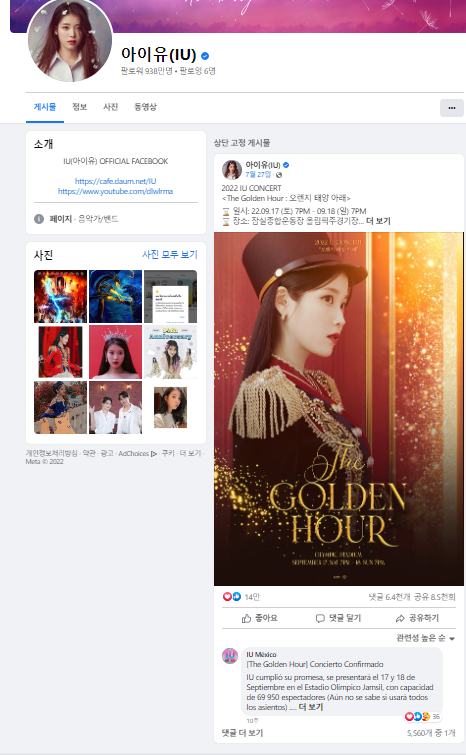 아이유(IU)
팔로워 938만명 • 팔로잉 6명
게시물 정보 사진 동영상
소개
IU(아이유) OFFICIAL FACEBOOK
https://cafe.daum.net/IU
https://www.youtube.com/dlwlrma
페이지 · 음악가/밴드
사진
사진 모두 보기
개인정보처리방침 · 약관 · 광고 · AdChoices · 쿠키 · 더 보기 ·
Meta © 2022
상단 고정 게시물
아이유(IU)
7월 27일 ·
2022 IU CONCERT
<The Golden Hour : 오렌지 태양 아래>
일시: 22.09.17 (토) 7PM - 09.18 (일) 7PM
장소: 잠실종합운동장 올림픽주경기장... 더 보기
2022 IU CONCERT
The
GOLDEN
HOUR
OLYMPIC STADIUM
SEPTEMBER 17. SAT 7PM - 18. SUN 7PM
14만
댓글 6.4천개 공유 8.5천회
좋아요 댓글 달기 공유하기
관련성 높은 순
IU México
[The Golden Hour] Concierto Confirmado
IU cumplió su promesa, se presentará el 17 y 18 de
Septiembre en el Estadio Olímpico Jamsil, con capacidad
de 69 950 espectadores (Aún no se sabe si usará todos
los asientos) .... 더 보기
36
10주
댓글 더 보기
5,560개 중 1개